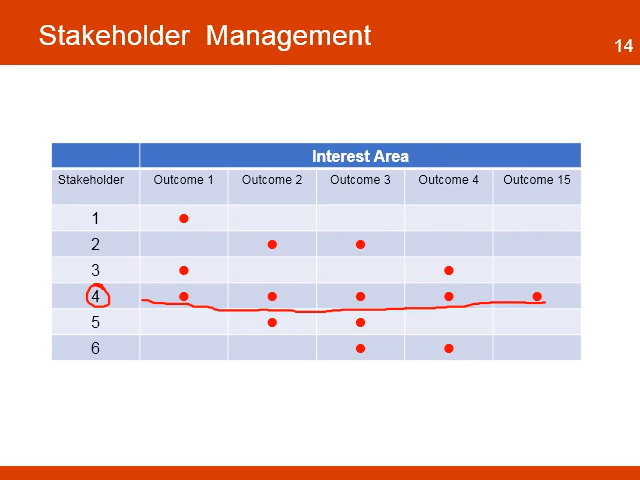 Stakeholder Management
14
Interest Area
Stakeholder Outcome 1 Outcome 2 Outcome 3 Outcome 4 Outcome 15
1
2
3
4
5
6